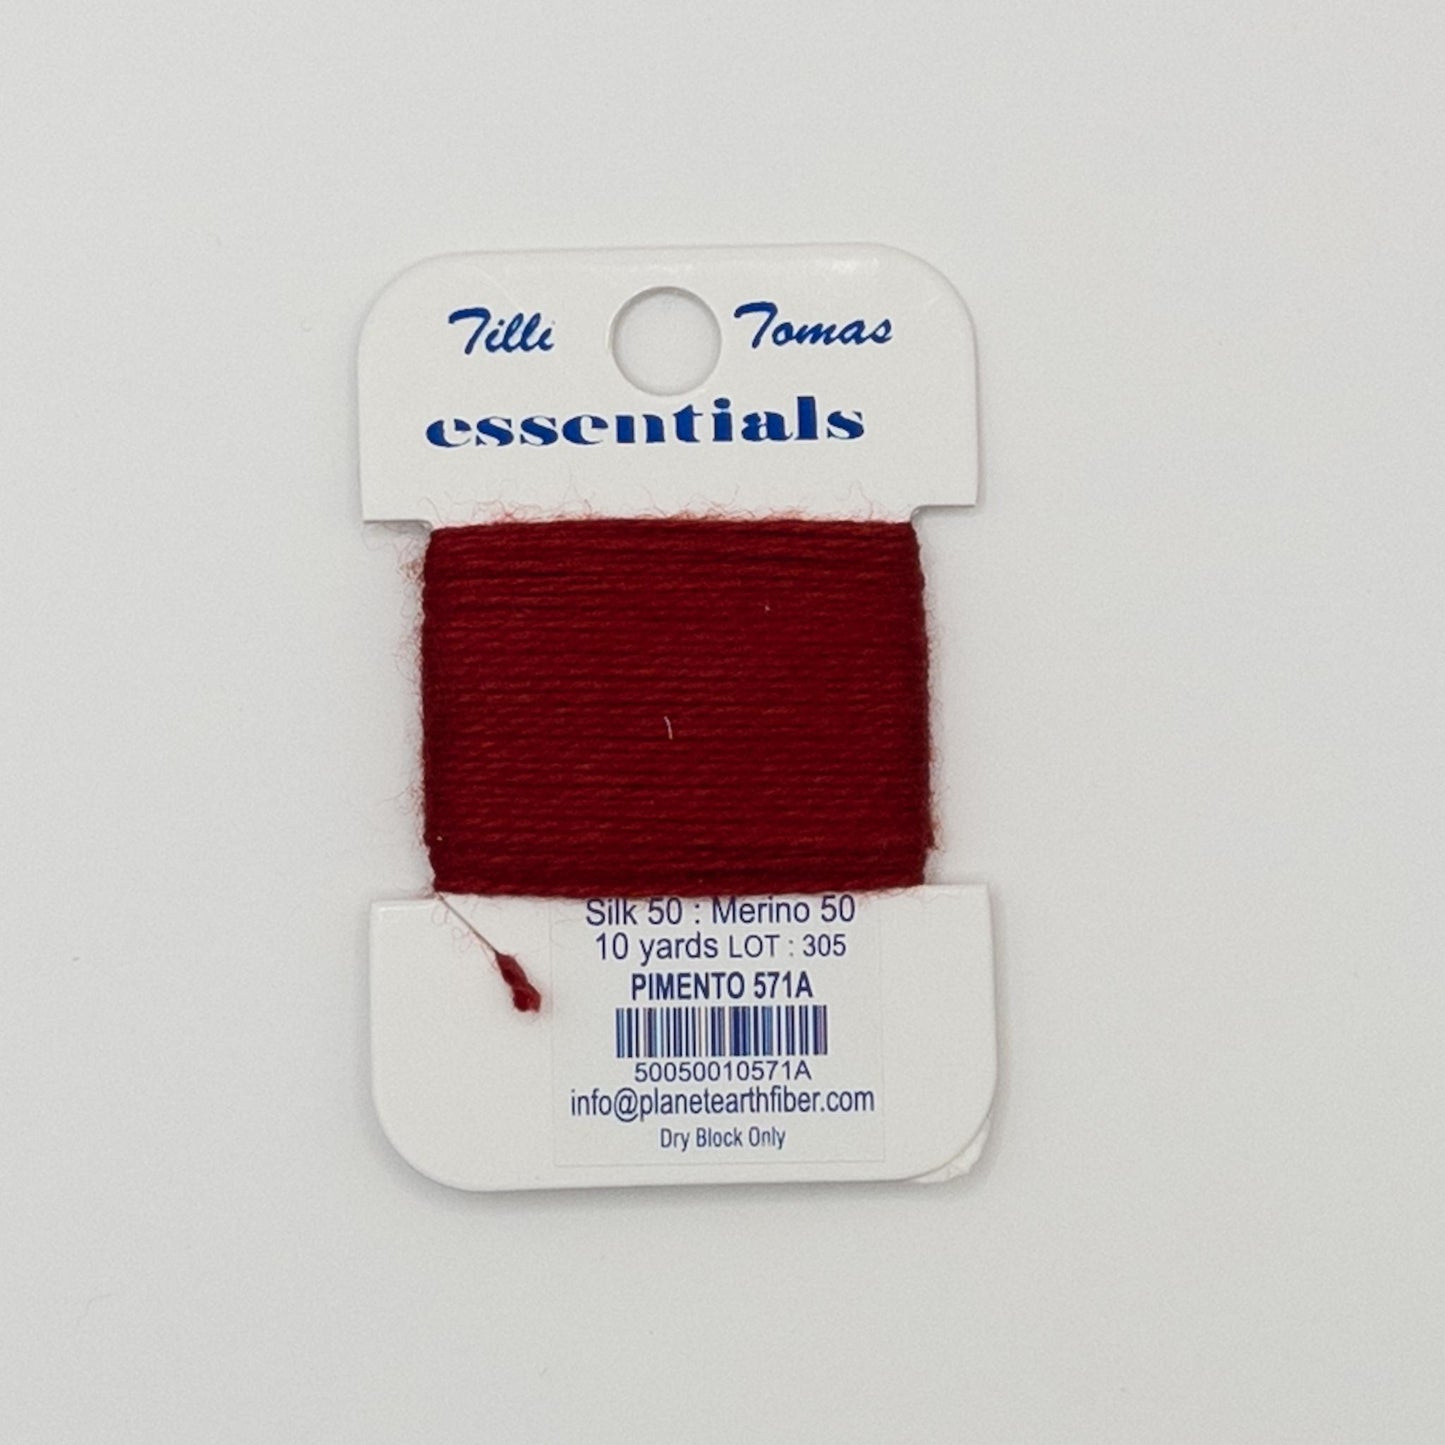 Tilli Tomas
essentials
Silk 50 : Merino 50
10 yards LOT : 305
PIMENTO 571A
50050010571A
info@planetearthfiber.com
Dry Block Only